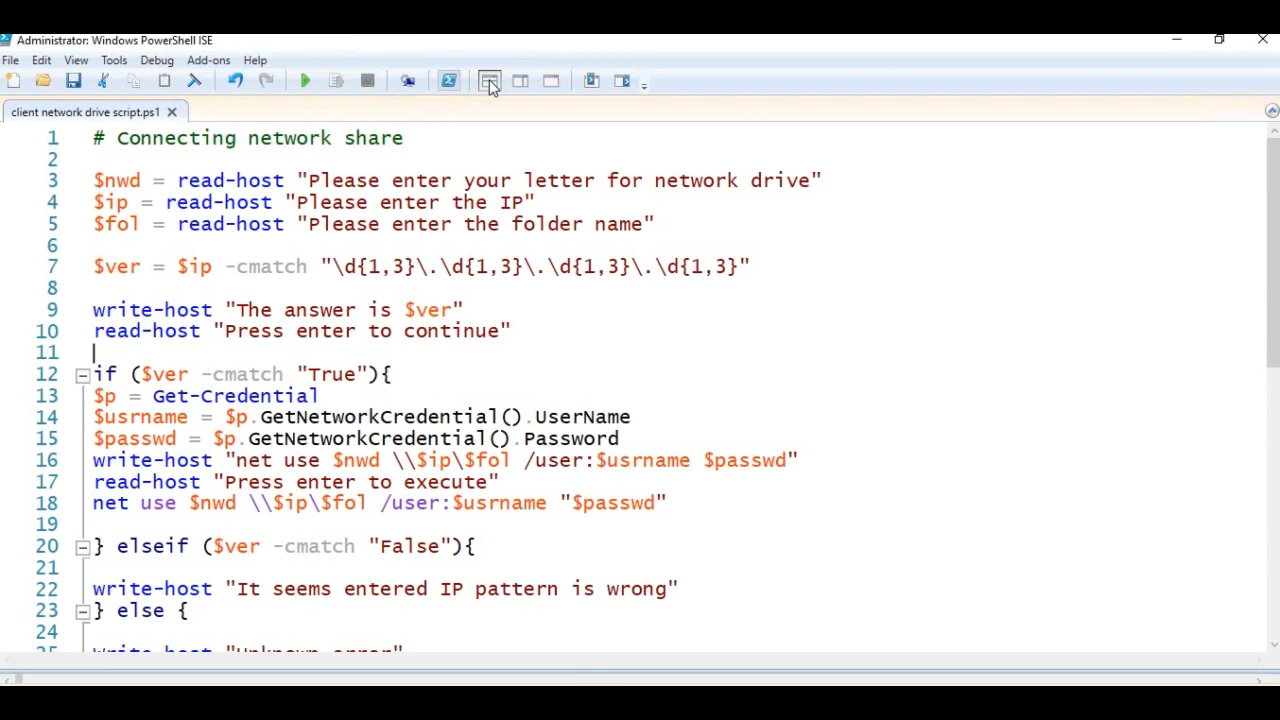 Administrator: Windows PowerShell ISE
File Edit View Tools Debug Add-ons Help
client network drive script.ps1
1 # Connecting network share
2
3 $nwd = read-host "Please enter your letter for network drive"
4 $ip = read-host "Please enter the IP"
5 $fol = read-host "Please enter the folder name"
6
7 $ver = $ip -cmatch "\d{1,3}\.\d{1,3}\.\d{1,3}\.\d{1,3}"
8
9 write-host "The answer is $ver"
10 read-host "Press enter to continue"
11
12 if ($ver -cmatch "True"){
13 $p = Get-Credential
14 $usrname = $p.GetNetworkCredential().UserName
15 $passwd = $p.GetNetworkCredential().Password
16 write-host "net use $nwd \\$ip\$fol /user:$usrname $passwd"
17 read-host "Press enter to execute"
18 net use $nwd \\$ip\$fol /user:$usrname "$passwd"
19
20 } elseif ($ver -cmatch "False"){
21
22 write-host "It seems entered IP pattern is wrong"
23 } else {
24
25 write-host "Unknown error"